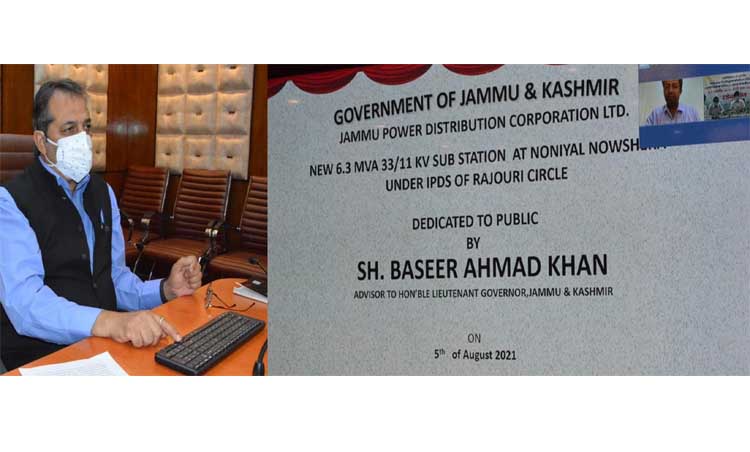 GOVERNMENT OF JAMMU & KASHMIR
JAMMU POWER DISTRIBUTION CORPORATION LTD.
NEW 6.3 MVA 33/11 KV SUB STATION AT NONIYAL NOWSHERA
UNDER IPDS OF RAJOURI CIRCLE
DEDICATED TO PUBLIC
BY
SH. BASEER AHMAD KHAN
ADVISOR TO HON'BLE LIEUTENANT GOVERNOR,JAMMU & KASHMIR
ON
5th of August 2021